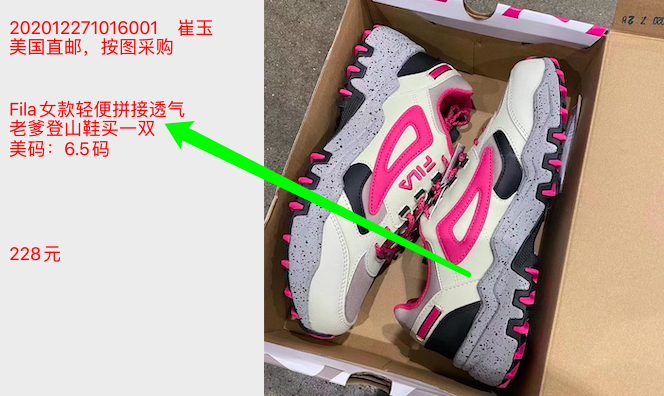 202012271016001 崔玉
美国直邮，按图采购
Fila女款轻便拼接透气
老爹登山鞋买一双
美码：6.5码
228元
FILA